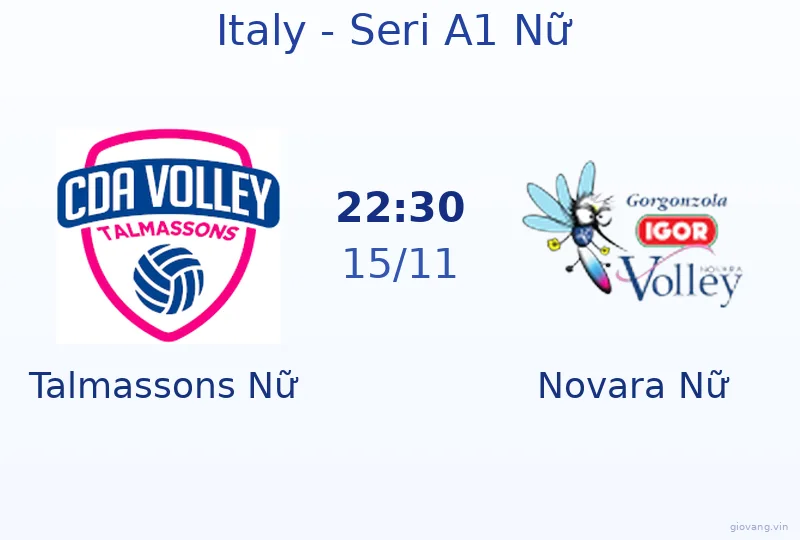 Italy - Seri A1 Nữ
CDA VOLLEY
TALMASSONS
22:30
15/11
Gorgonzola
IGOR
NOVARA
Volley
Talmassons Nữ
Novara Nữ
giovang.vin